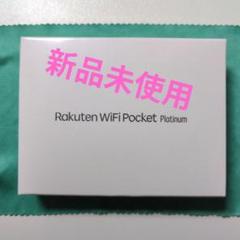 新品未使用
Rakuten WiFi Pocket Platinum